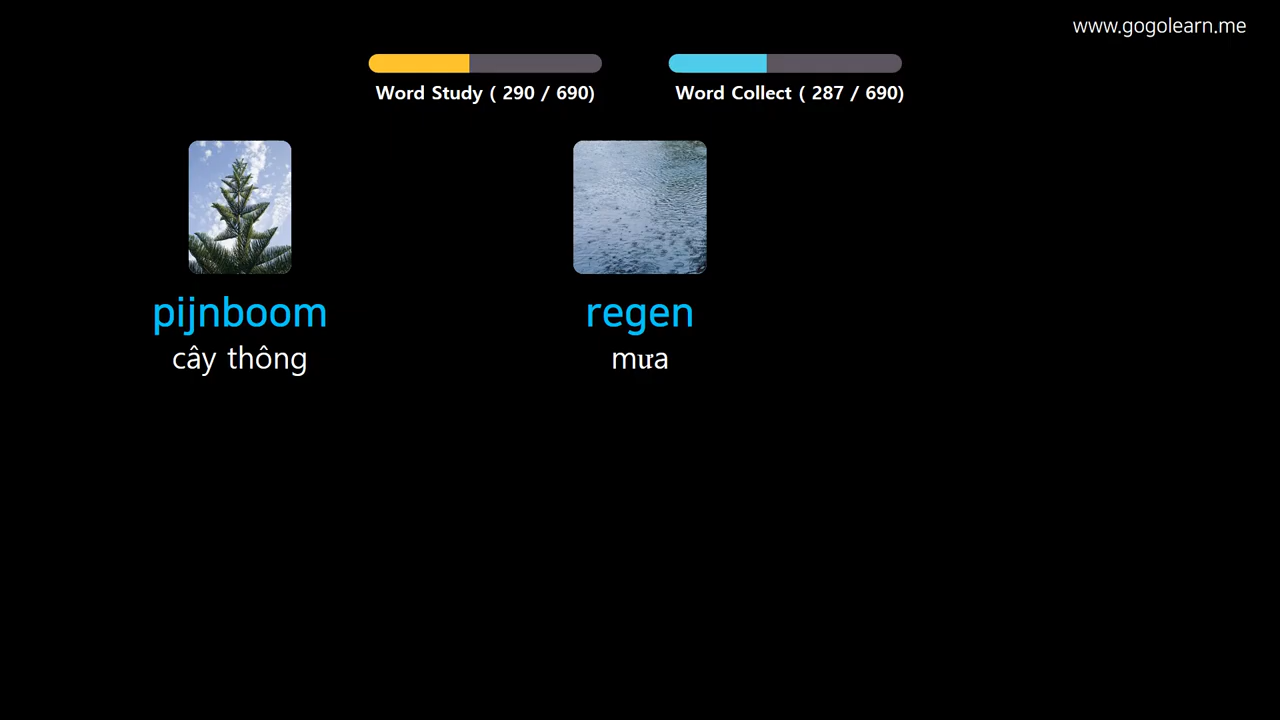 www.gogolearn.me
Word Study ( 290 / 690)
Word Collect ( 287 / 690)
pijnboom
cây thông
regen
mưa